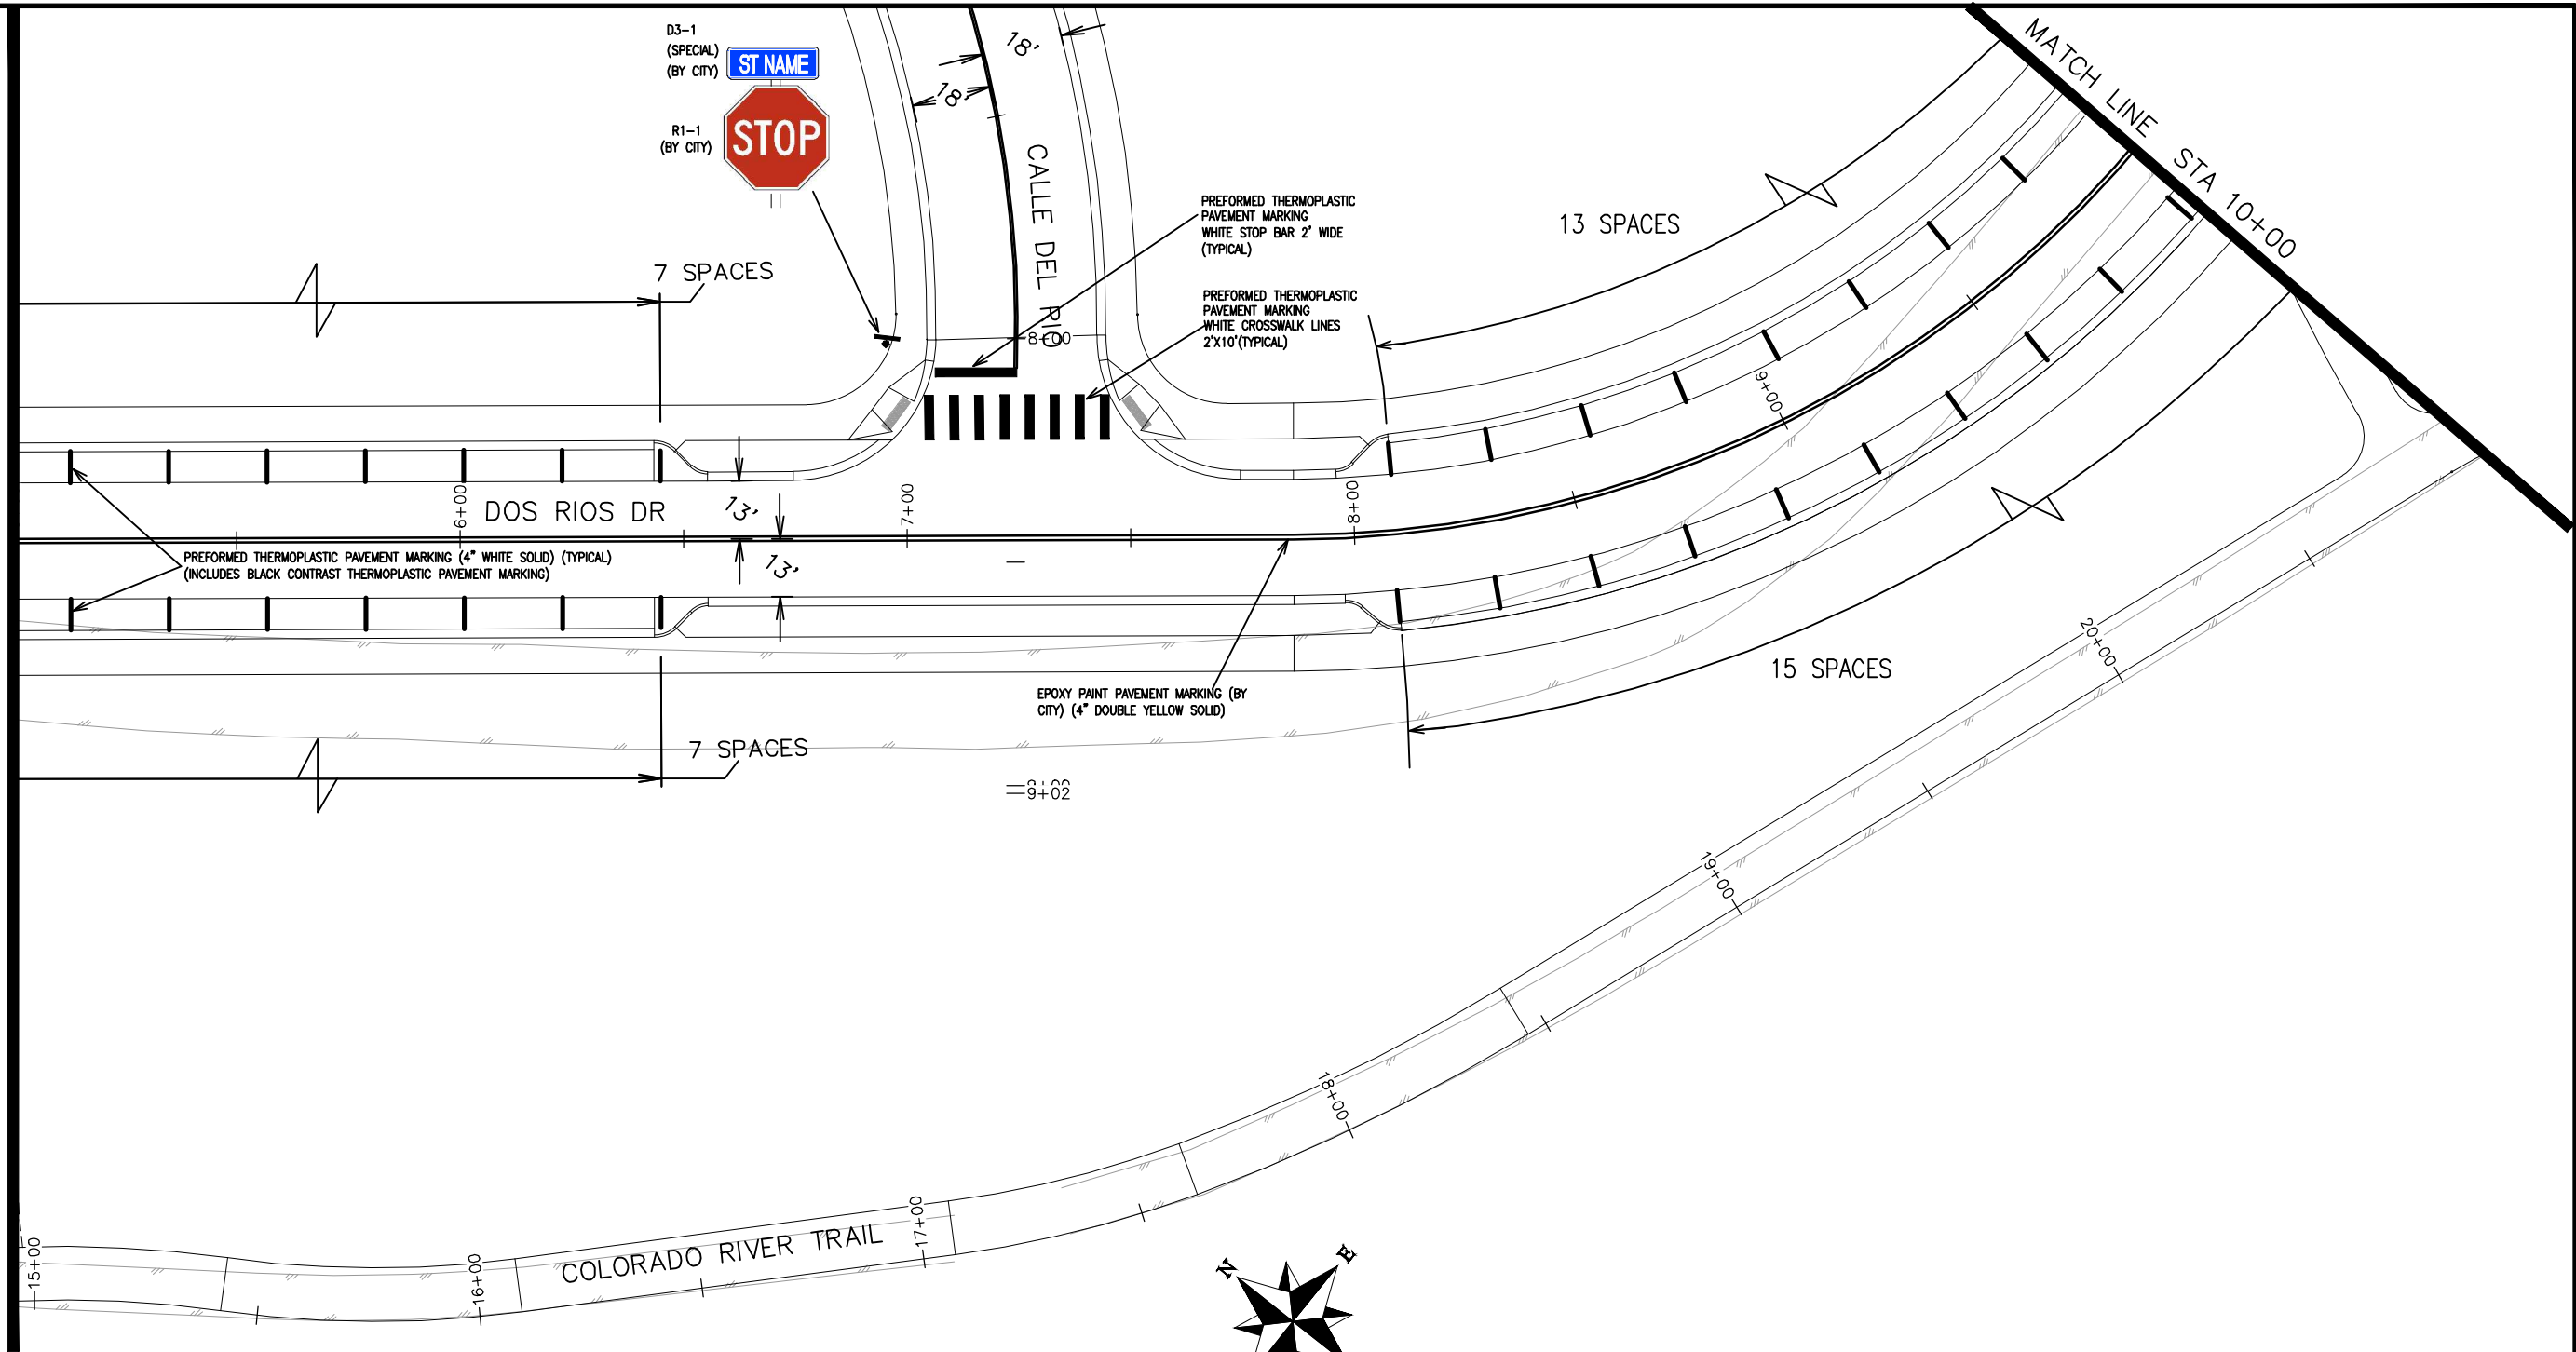 D3-1
(SPECIAL)
(BY CITY)
ST NAME
R1-1
(BY CITY)
STOP
18'
18'
CALLE DEL RIO
8+00
MATCH LINE STA 10+00
7 SPACES
PREFORMED THERMOPLASTIC
PAVEMENT MARKING
WHITE STOP BAR 2' WIDE
(TYPICAL)
PREFORMED THERMOPLASTIC
PAVEMENT MARKING
WHITE CROSSWALK LINES
2'X10'(TYPICAL)
13 SPACES
9+00
6+00
DOS RIOS DR
13'
7+00
8+00
13'
PREFORMED THERMOPLASTIC PAVEMENT MARKING (4" WHITE SOLID) (TYPICAL)
(INCLUDES BLACK CONTRAST THERMOPLASTIC PAVEMENT MARKING)
EPOXY PAINT PAVEMENT MARKING (BY
CITY) (4" DOUBLE YELLOW SOLID)
15 SPACES
7 SPACES
9+02
20+00
19+00
18+00
17+00
COLORADO RIVER TRAIL
16+00
15+00
N
E